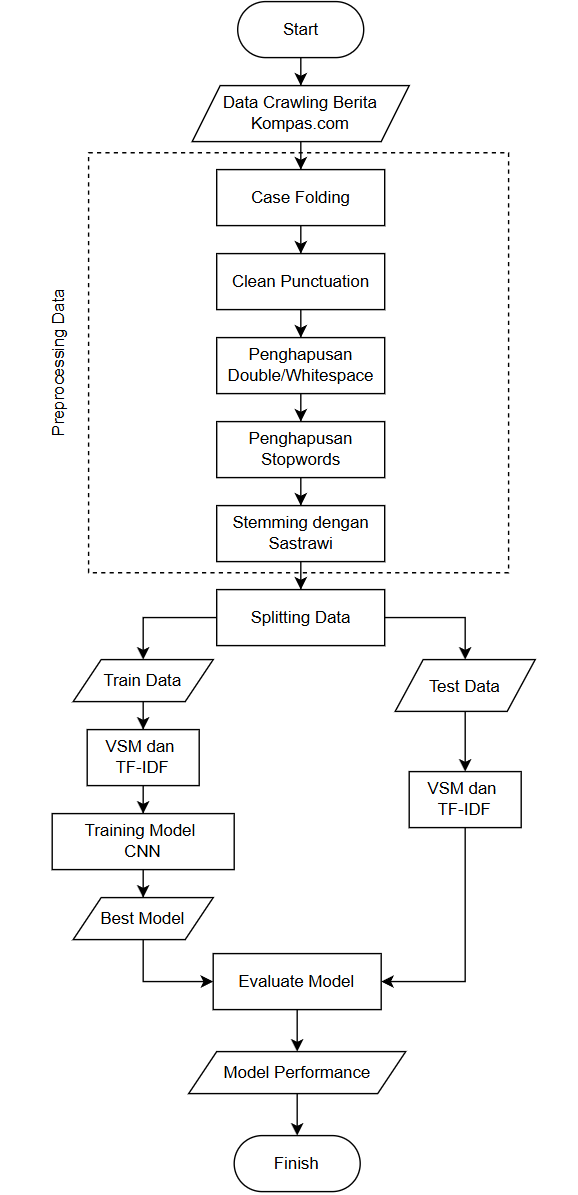 Start
Data Crawling Berita
Kompas.com
Preprocessing Data
Case Folding
Clean Punctuation
Penghapusan
Double/Whitespace
Penghapusan
Stopwords
Stemming dengan
Sastrawi
Splitting Data
Train Data
Test Data
VSM dan
TF-IDF
VSM dan
TF-IDF
Training Model
CNN
Best Model
Evaluate Model
Model Performance
Finish